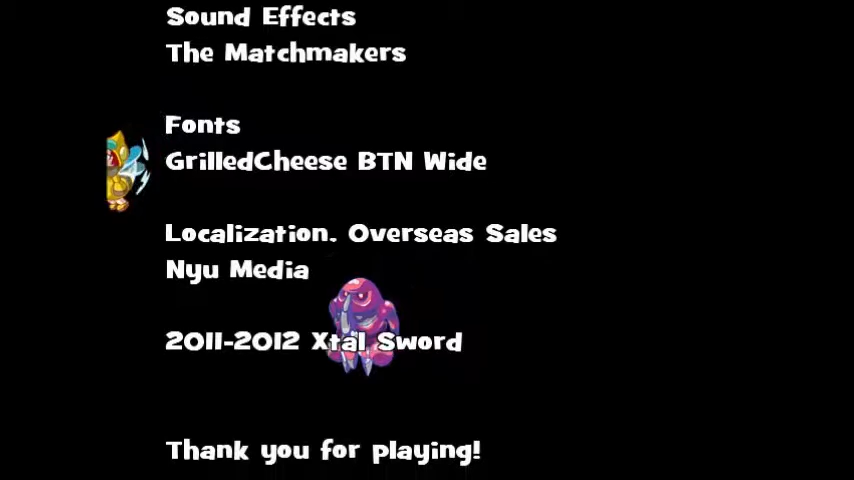 Sound Effects
The Matchmakers
Fonts
GrilledCheese BTN Wide
Localization, Overseas Sales
Nyu Media
2011-2012 Xtal Sword
Thank you for playing!